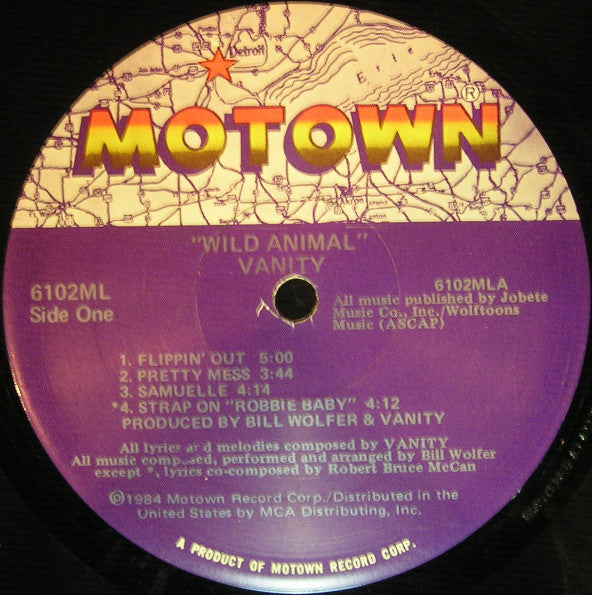 Detroit
Erie
MOTOWN®
Akron
Canton
"WILD ANIMAL"
VANITY
6102ML
Side One
6102MLA
All music published by Jobete
Music Co., Inc./Wolftoons
Music (ASCAP)
1. FLIPPIN' OUT 5:00
2. PRETTY MESS 3:44
3. SAMUELLE 4:14
*4. STRAP ON "ROBBIE BABY" 4:12
PRODUCED BY BILL WOLFER & VANITY
All lyrics and melodies composed by VANITY
All music composed, performed and arranged by Bill Wolfer
except *, lyrics co-composed by Robert Bruce McCan
℗1984 Motown Record Corp./Distributed in the
United States by MCA Distributing, Inc.
A PRODUCT OF MOTOWN RECORD CORP.